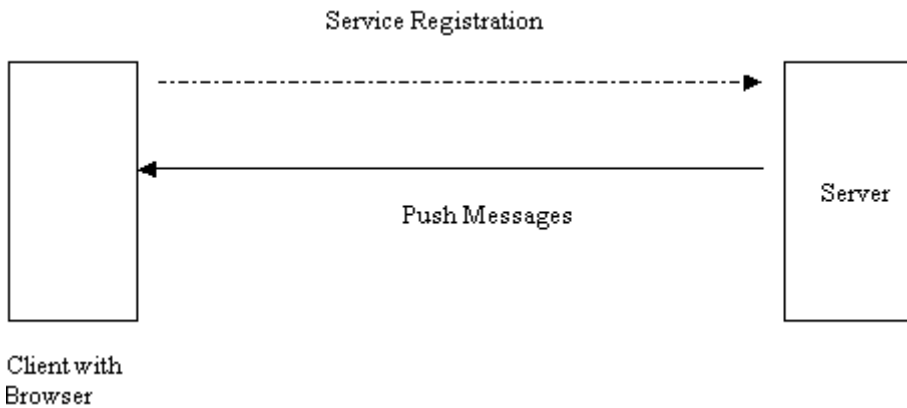 Service Registration
Server
Push Messages
Client with
Browser